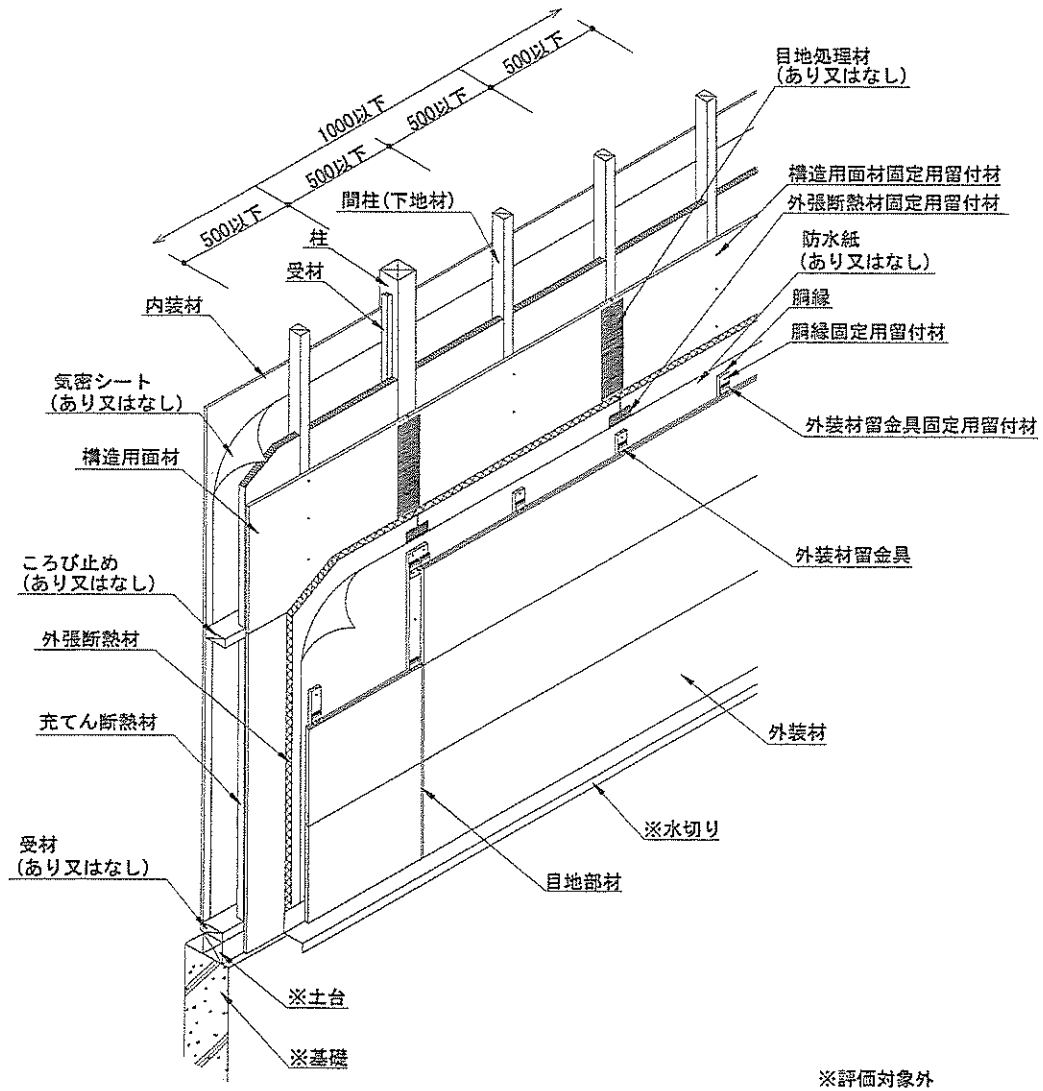 500以下
1000以下
500以下
500以下
500以下
目地処理材
(あり又はなし)
構造用面材固定用留付材
外張断熱材固定用留付材
防水紙
(あり又はなし)
胴縁
胴縁固定用留付材
外装材留金具固定用留付材
外装材留金具
間柱(下地材)
柱
受材
内装材
気密シート
(あり又はなし)
構造用面材
ころび止め
(あり又はなし)
外張断熱材
充てん断熱材
受材
(あり又はなし)
外装材
※水切り
目地部材
※土台
※基礎
※評価対象外